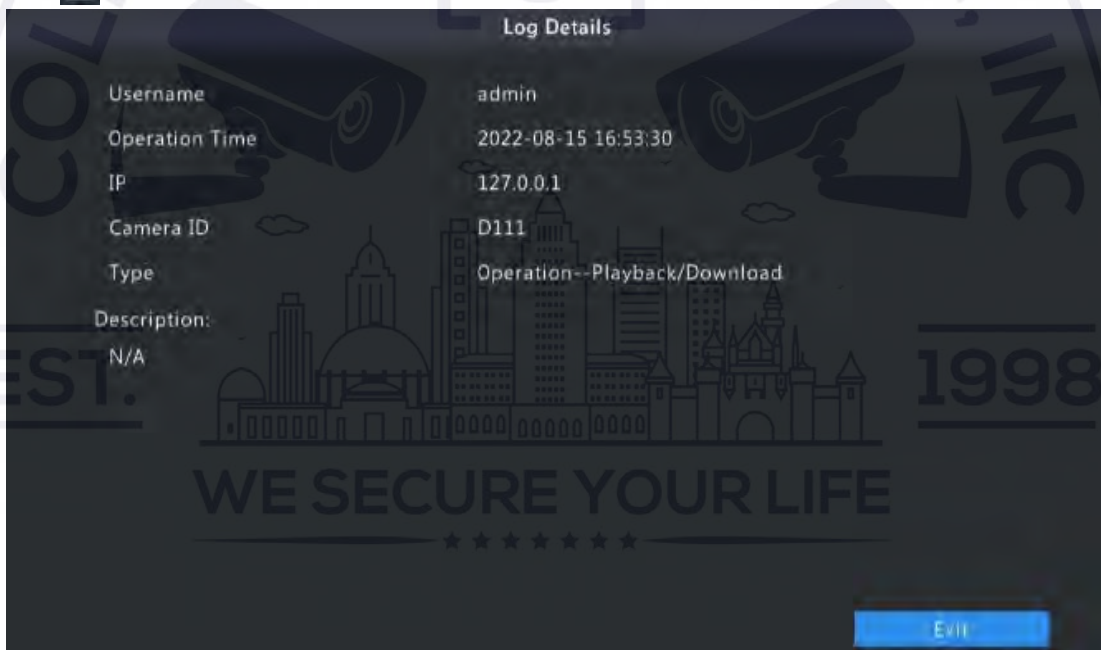 Log Details
Username admin
Operation Time 2022-08-15 16:53:30
IP 127.0.0.1
Camera ID D111
Type Operation--Playback/Download
Description:
N/A
EST. 1998
WE SECURE YOUR LIFE
Exit
, INC